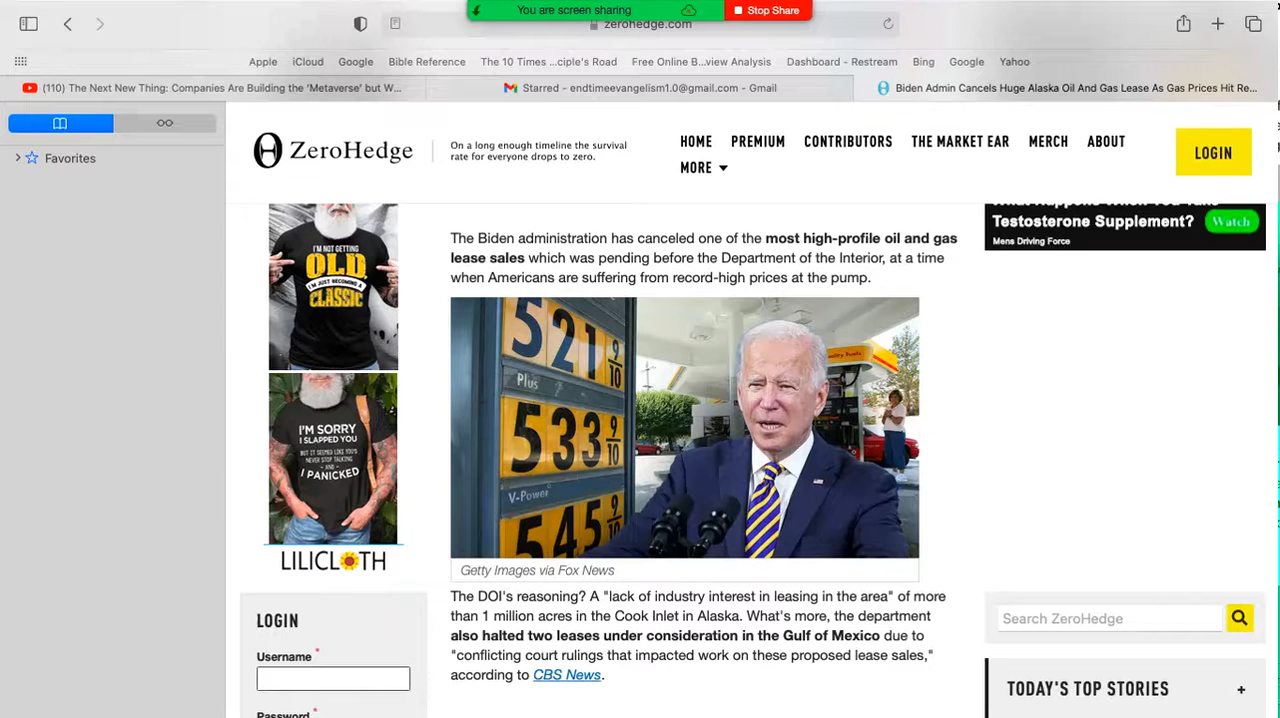 You are screen sharing
Stop Share
zerohedge.com
Apple iCloud Google Bible Reference The 10 Times ...ciple's Road Free Online B...view Analysis Dashboard - Restream Bing Google Yahoo
(110) The Next New Thing: Companies Are Building the ‘Metaverse’ but W...
Starred - endtimeevangelism1.0@gmail.com - Gmail
Biden Admin Cancels Huge Alaska Oil And Gas Lease As Gas Prices Hit Re...
Favorites
ZeroHedge
On a long enough timeline the survival
rate for everyone drops to zero.
HOME PREMIUM CONTRIBUTORS THE MARKET EAR MERCH ABOUT
MORE
LOGIN
Testosterone Supplement?
Watch
Mens Driving Force
I'M NOT GETTING
OLD,
I'M JUST BECOMING A
CLASSIC
I'M SORRY
I SLAPPED YOU
BUT IT SEEMED LIKE YOU'D
NEVER STOP TALKING
AND
I PANICKED
LILICLOTH
The Biden administration has canceled one of the most high-profile oil and gas
lease sales which was pending before the Department of the Interior, at a time
when Americans are suffering from record-high prices at the pump.
521 9/10
Plus
533 9/10
V-Power
545 9/10
Getty Images via Fox News
The DOI's reasoning? A "lack of industry interest in leasing in the area" of more
than 1 million acres in the Cook Inlet in Alaska. What's more, the department
also halted two leases under consideration in the Gulf of Mexico due to
"conflicting court rulings that impacted work on these proposed lease sales,"
according to CBS News.
LOGIN
Username *
Password *
Search ZeroHedge
TODAY'S TOP STORIES +